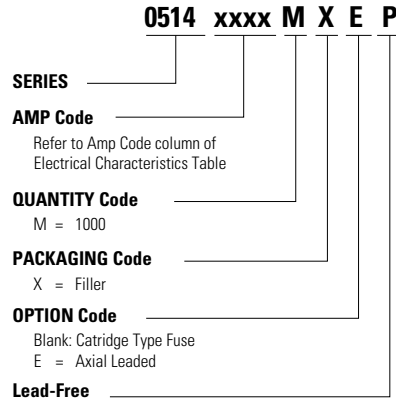 0514 xxxx M X E P
SERIES
AMP Code
Refer to Amp Code column of
Electrical Characteristics Table
QUANTITY Code
M = 1000
PACKAGING Code
X = Filler
OPTION Code
Blank: Catridge Type Fuse
E = Axial Leaded
Lead-Free